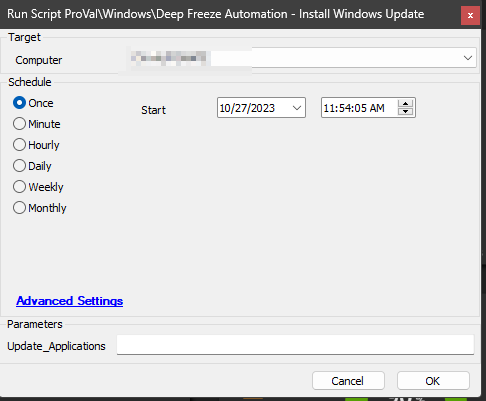 Run Script ProVal\Windows\Deep Freeze Automation - Install Windows Update
x
Target
Computer
Schedule
Once
Start
10/27/2023
11:54:05 AM
Minute
Hourly
Daily
Weekly
Monthly
Advanced Settings
Parameters
Update_Applications
Cancel
OK